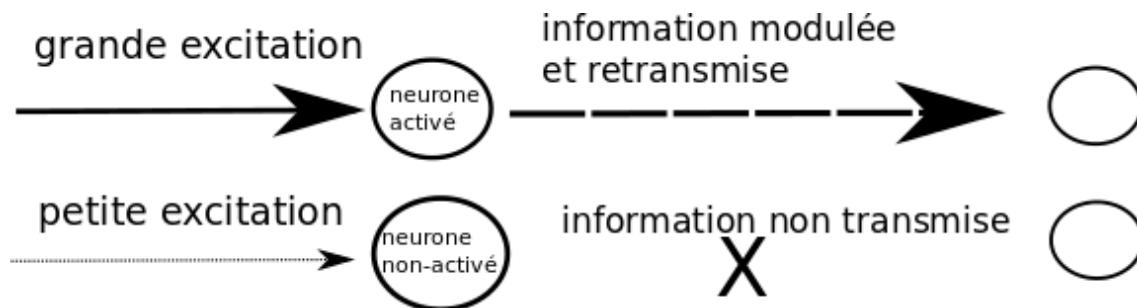 grande excitation
neurone
activé
information modulée
et retransmise
petite excitation
neurone
non-activé
information non transmise
X